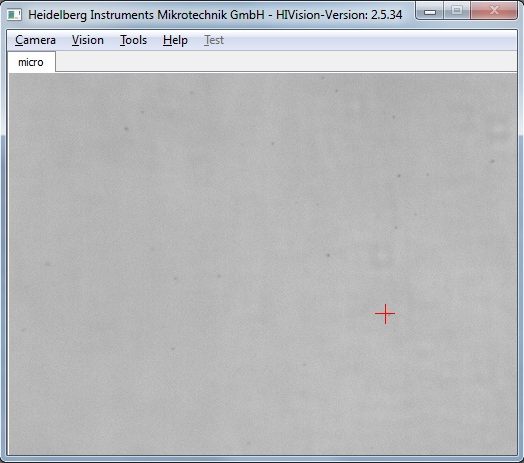 Heidelberg Instruments Mikrotechnik GmbH - HIVision-Version: 2.5.34
Camera Vision Tools Help Test
micro